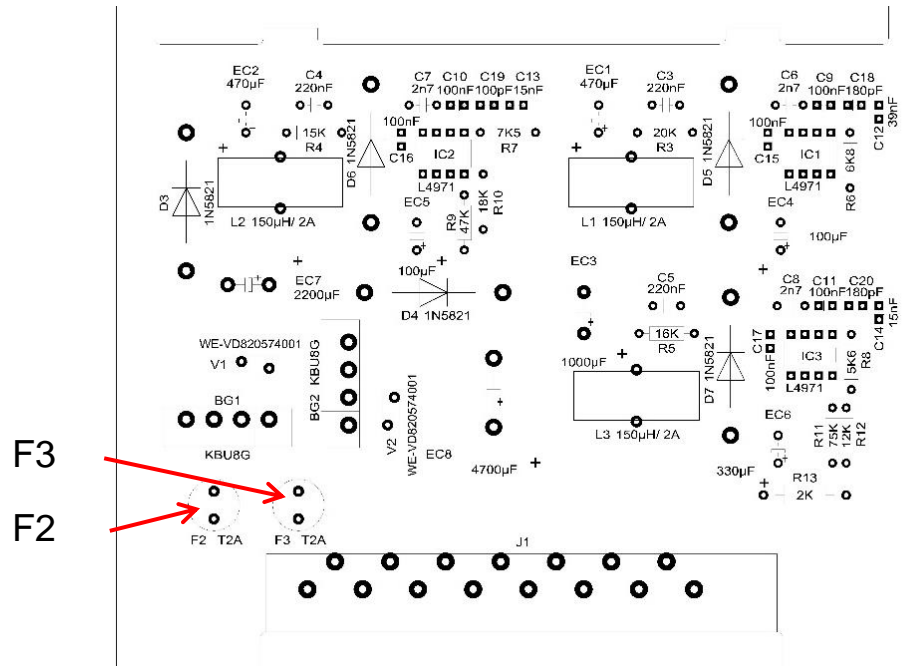 EC2
470µF
C4
220nF
C7
2n7
C10
100nF
C19
100pF
C13
15nF
EC1
470µF
C3
220nF
C6
2n7
C9
100nF
C18
180pF
39nF
C12
100nF
C16
15K
R4
D6 1N5821
IC2
L4971
7K5
R7
20K
R3
D5 1N5821
100nF
C15
IC1
L4971
6K8
R6
D3
1N5821
L2 150µH/ 2A
EC5
100µF
R9
47K
18K
R10
L1 150µH/ 2A
EC4
100µF
EC7
2200µF
D4 1N5821
EC3
1000µF
C5
220nF
16K
R5
C8
2n7
C11
100nF
C20
180pF
15nF
C14
C17
100nF
IC3
L4971
5K6
R8
WE-VD820574001
V1
BG1
KBU8G
BG2 KBU8G
V2
WE-VD820574001
EC8
4700µF
D7 1N5821
L3 150µH/ 2A
EC6
330µF
R11
75K
12K
R12
R13
2K
F3
F2
F2 T2A
F3 T2A
J1